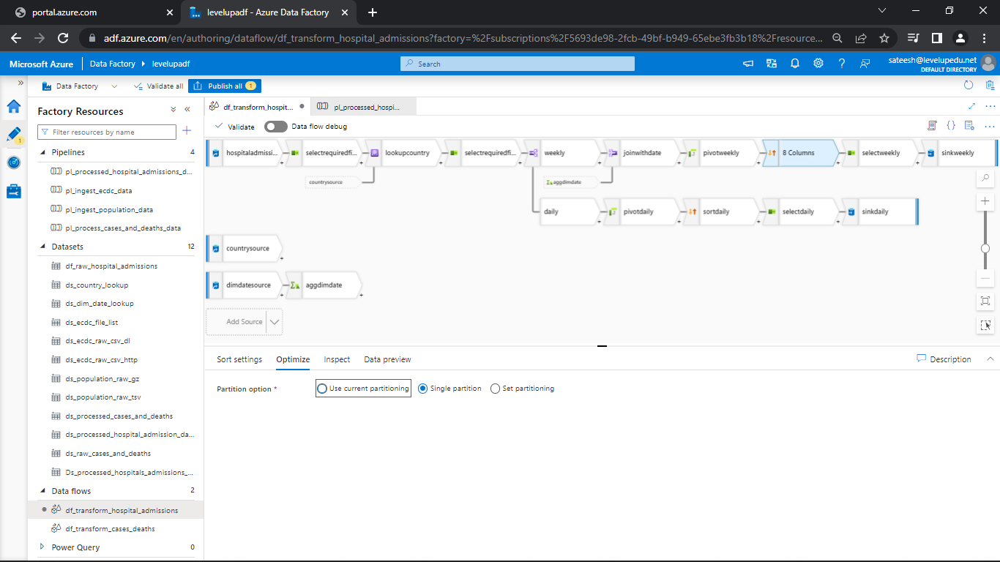 portal.azure.com
levelupadf - Azure Data Factory
adf.azure.com/en/authoring/dataflow/df_transform_hospital_admissions?factory=%2Fsubscriptions%2F5693de98-2fcb-49bf-b949-65ebe3fb3b18%2Fresource...
Microsoft Azure
Data Factory
levelupadf
Search
sateesh@levelupedu.net
DEFAULT DIRECTORY
Data Factory
Validate all
Publish all 1
Factory Resources
Filter resources by name
1
Pipelines 4
pl_processed_hospital_admissions_d...
pl_ingest_ecdc_data
pl_ingest_population_data
pl_process_cases_and_deaths_data
Datasets 12
df_raw_hospital_admissions
ds_country_lookup
ds_dim_date_lookup
ds_ecdc_file_list
ds_ecdc_raw_csv_dl
ds_ecdc_raw_csv_http
ds_population_raw_gz
ds_population_raw_tsv
ds_processed_cases_and_deaths
ds_processed_hospital_admission_da...
ds_raw_cases_and_deaths
Ds_processed_hospitals_admissions_...
Data flows 2
df_transform_hospital_admissions
df_transform_cases_deaths
Power Query 0
df_transform_hospit...
pl_processed_hospi...
Validate
Data flow debug
hospitaladmissi... selectrequiredfi... lookupcountry selectrequiredfi... weekly joinwithdate pivotweekly 8 Columns selectweekly sinkweekly
countrysource
aggdimdate
daily pivotdaily sortdaily selectdaily sinkdaily
countrysource
dimdatesource aggdimdate
Add Source
Sort settings Optimize Inspect Data preview
Description
Partition option *
Use current partitioning Single partition Set partitioning